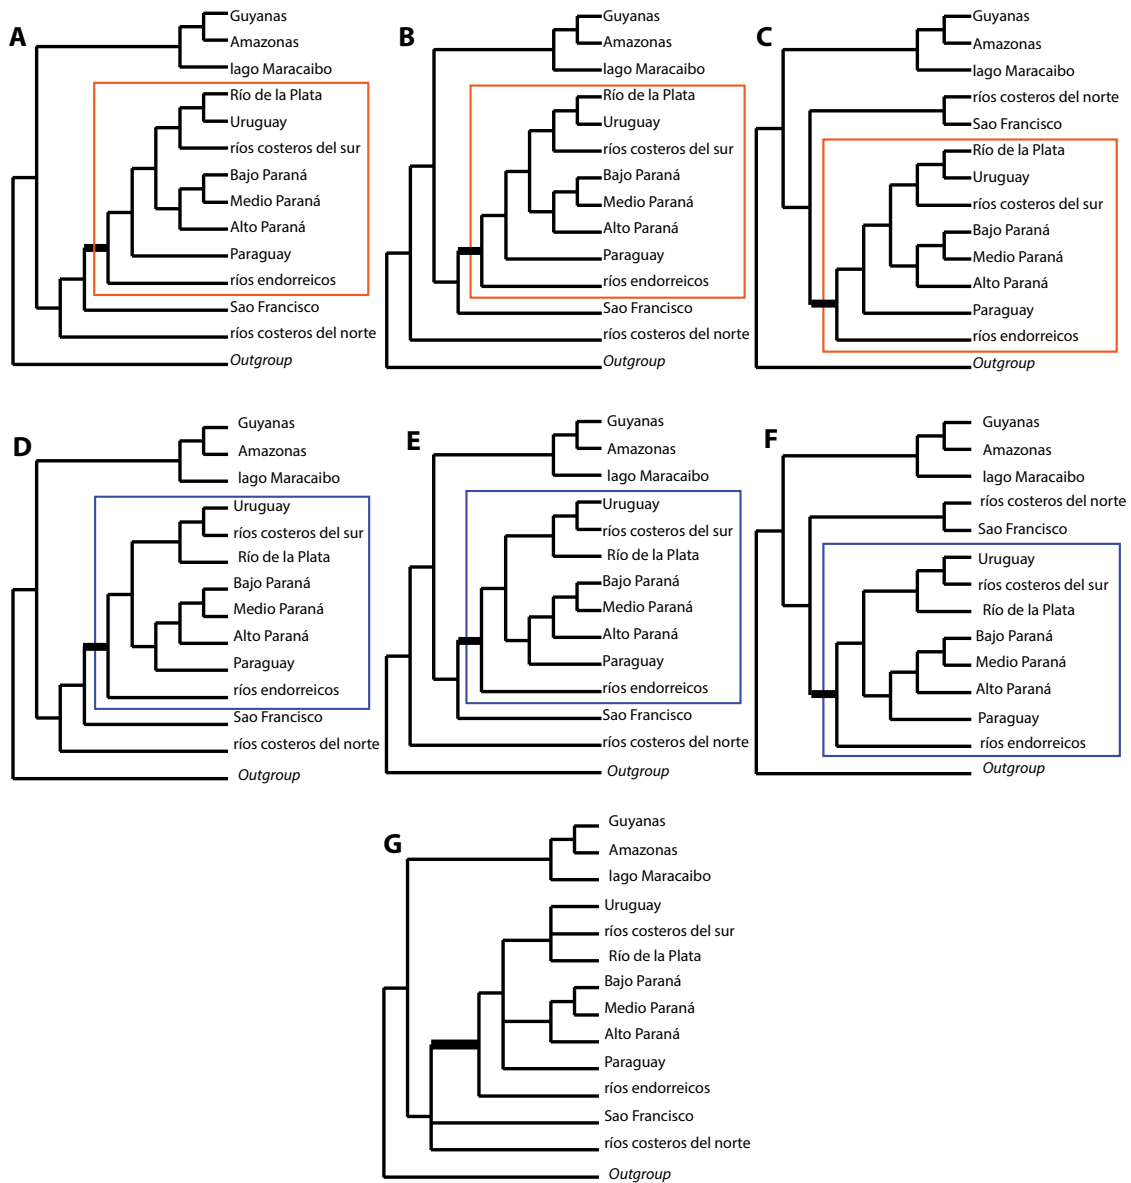 A
Guyanas
Amazonas
lago Maracaibo
Río de la Plata
Uruguay
ríos costeros del sur
Bajo Paraná
Medio Paraná
Alto Paraná
Paraguay
ríos endorreicos
Sao Francisco
ríos costeros del norte
Outgroup
B
Guyanas
Amazonas
lago Maracaibo
Río de la Plata
Uruguay
ríos costeros del sur
Bajo Paraná
Medio Paraná
Alto Paraná
Paraguay
ríos endorreicos
Sao Francisco
ríos costeros del norte
Outgroup
C
Guyanas
Amazonas
lago Maracaibo
ríos costeros del norte
Sao Francisco
Río de la Plata
Uruguay
ríos costeros del sur
Bajo Paraná
Medio Paraná
Alto Paraná
Paraguay
ríos endorreicos
Outgroup
D
Guyanas
Amazonas
lago Maracaibo
Uruguay
ríos costeros del sur
Río de la Plata
Bajo Paraná
Medio Paraná
Alto Paraná
Paraguay
ríos endorreicos
Sao Francisco
ríos costeros del norte
Outgroup
E
Guyanas
Amazonas
lago Maracaibo
Uruguay
ríos costeros del sur
Río de la Plata
Bajo Paraná
Medio Paraná
Alto Paraná
Paraguay
ríos endorreicos
Sao Francisco
ríos costeros del norte
Outgroup
F
Guyanas
Amazonas
lago Maracaibo
ríos costeros del norte
Sao Francisco
Uruguay
ríos costeros del sur
Río de la Plata
Bajo Paraná
Medio Paraná
Alto Paraná
Paraguay
ríos endorreicos
Outgroup
G
Guyanas
Amazonas
lago Maracaibo
Uruguay
ríos costeros del sur
Río de la Plata
Bajo Paraná
Medio Paraná
Alto Paraná
Paraguay
ríos endorreicos
Sao Francisco
ríos costeros del norte
Outgroup